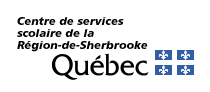 Centre de services
scolaire de la
Région-de-Sherbrooke
Québec